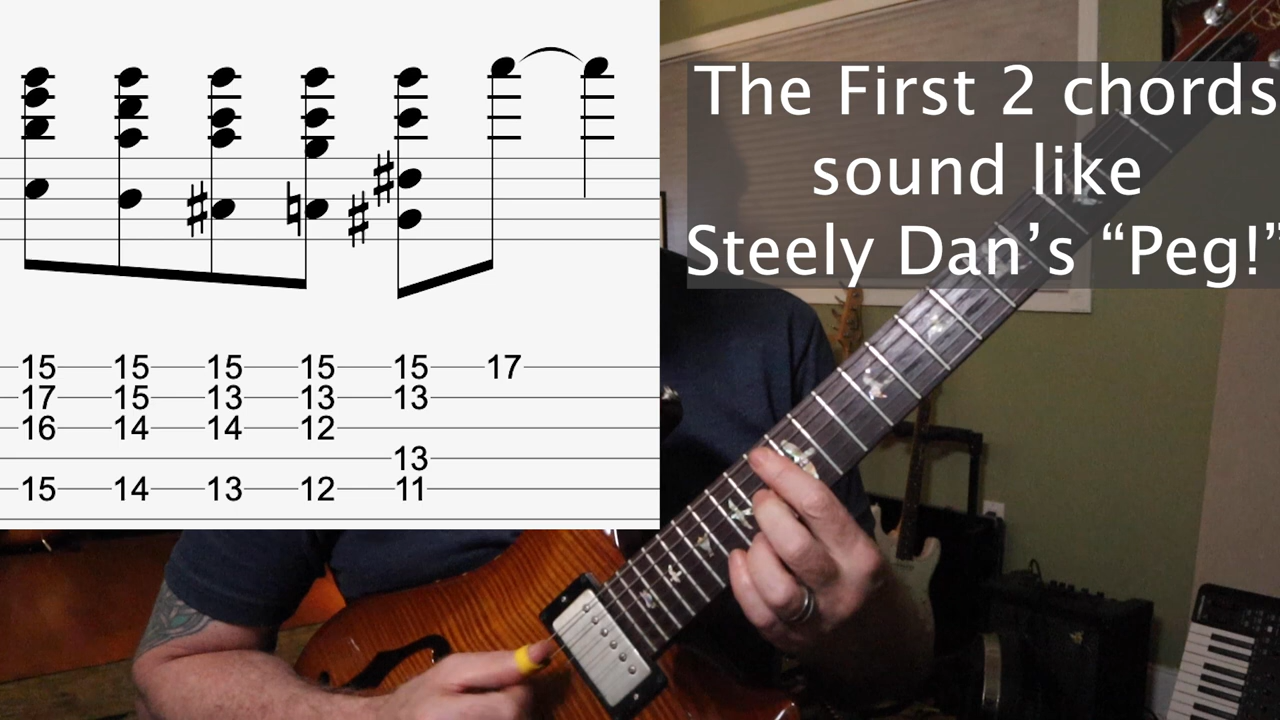 The First 2 chords
sound like
Steely Dan’s “Peg!”
15 15 15 15 15 17
17 15 13 13 13
16 14 14 12
13
15 14 13 12 11